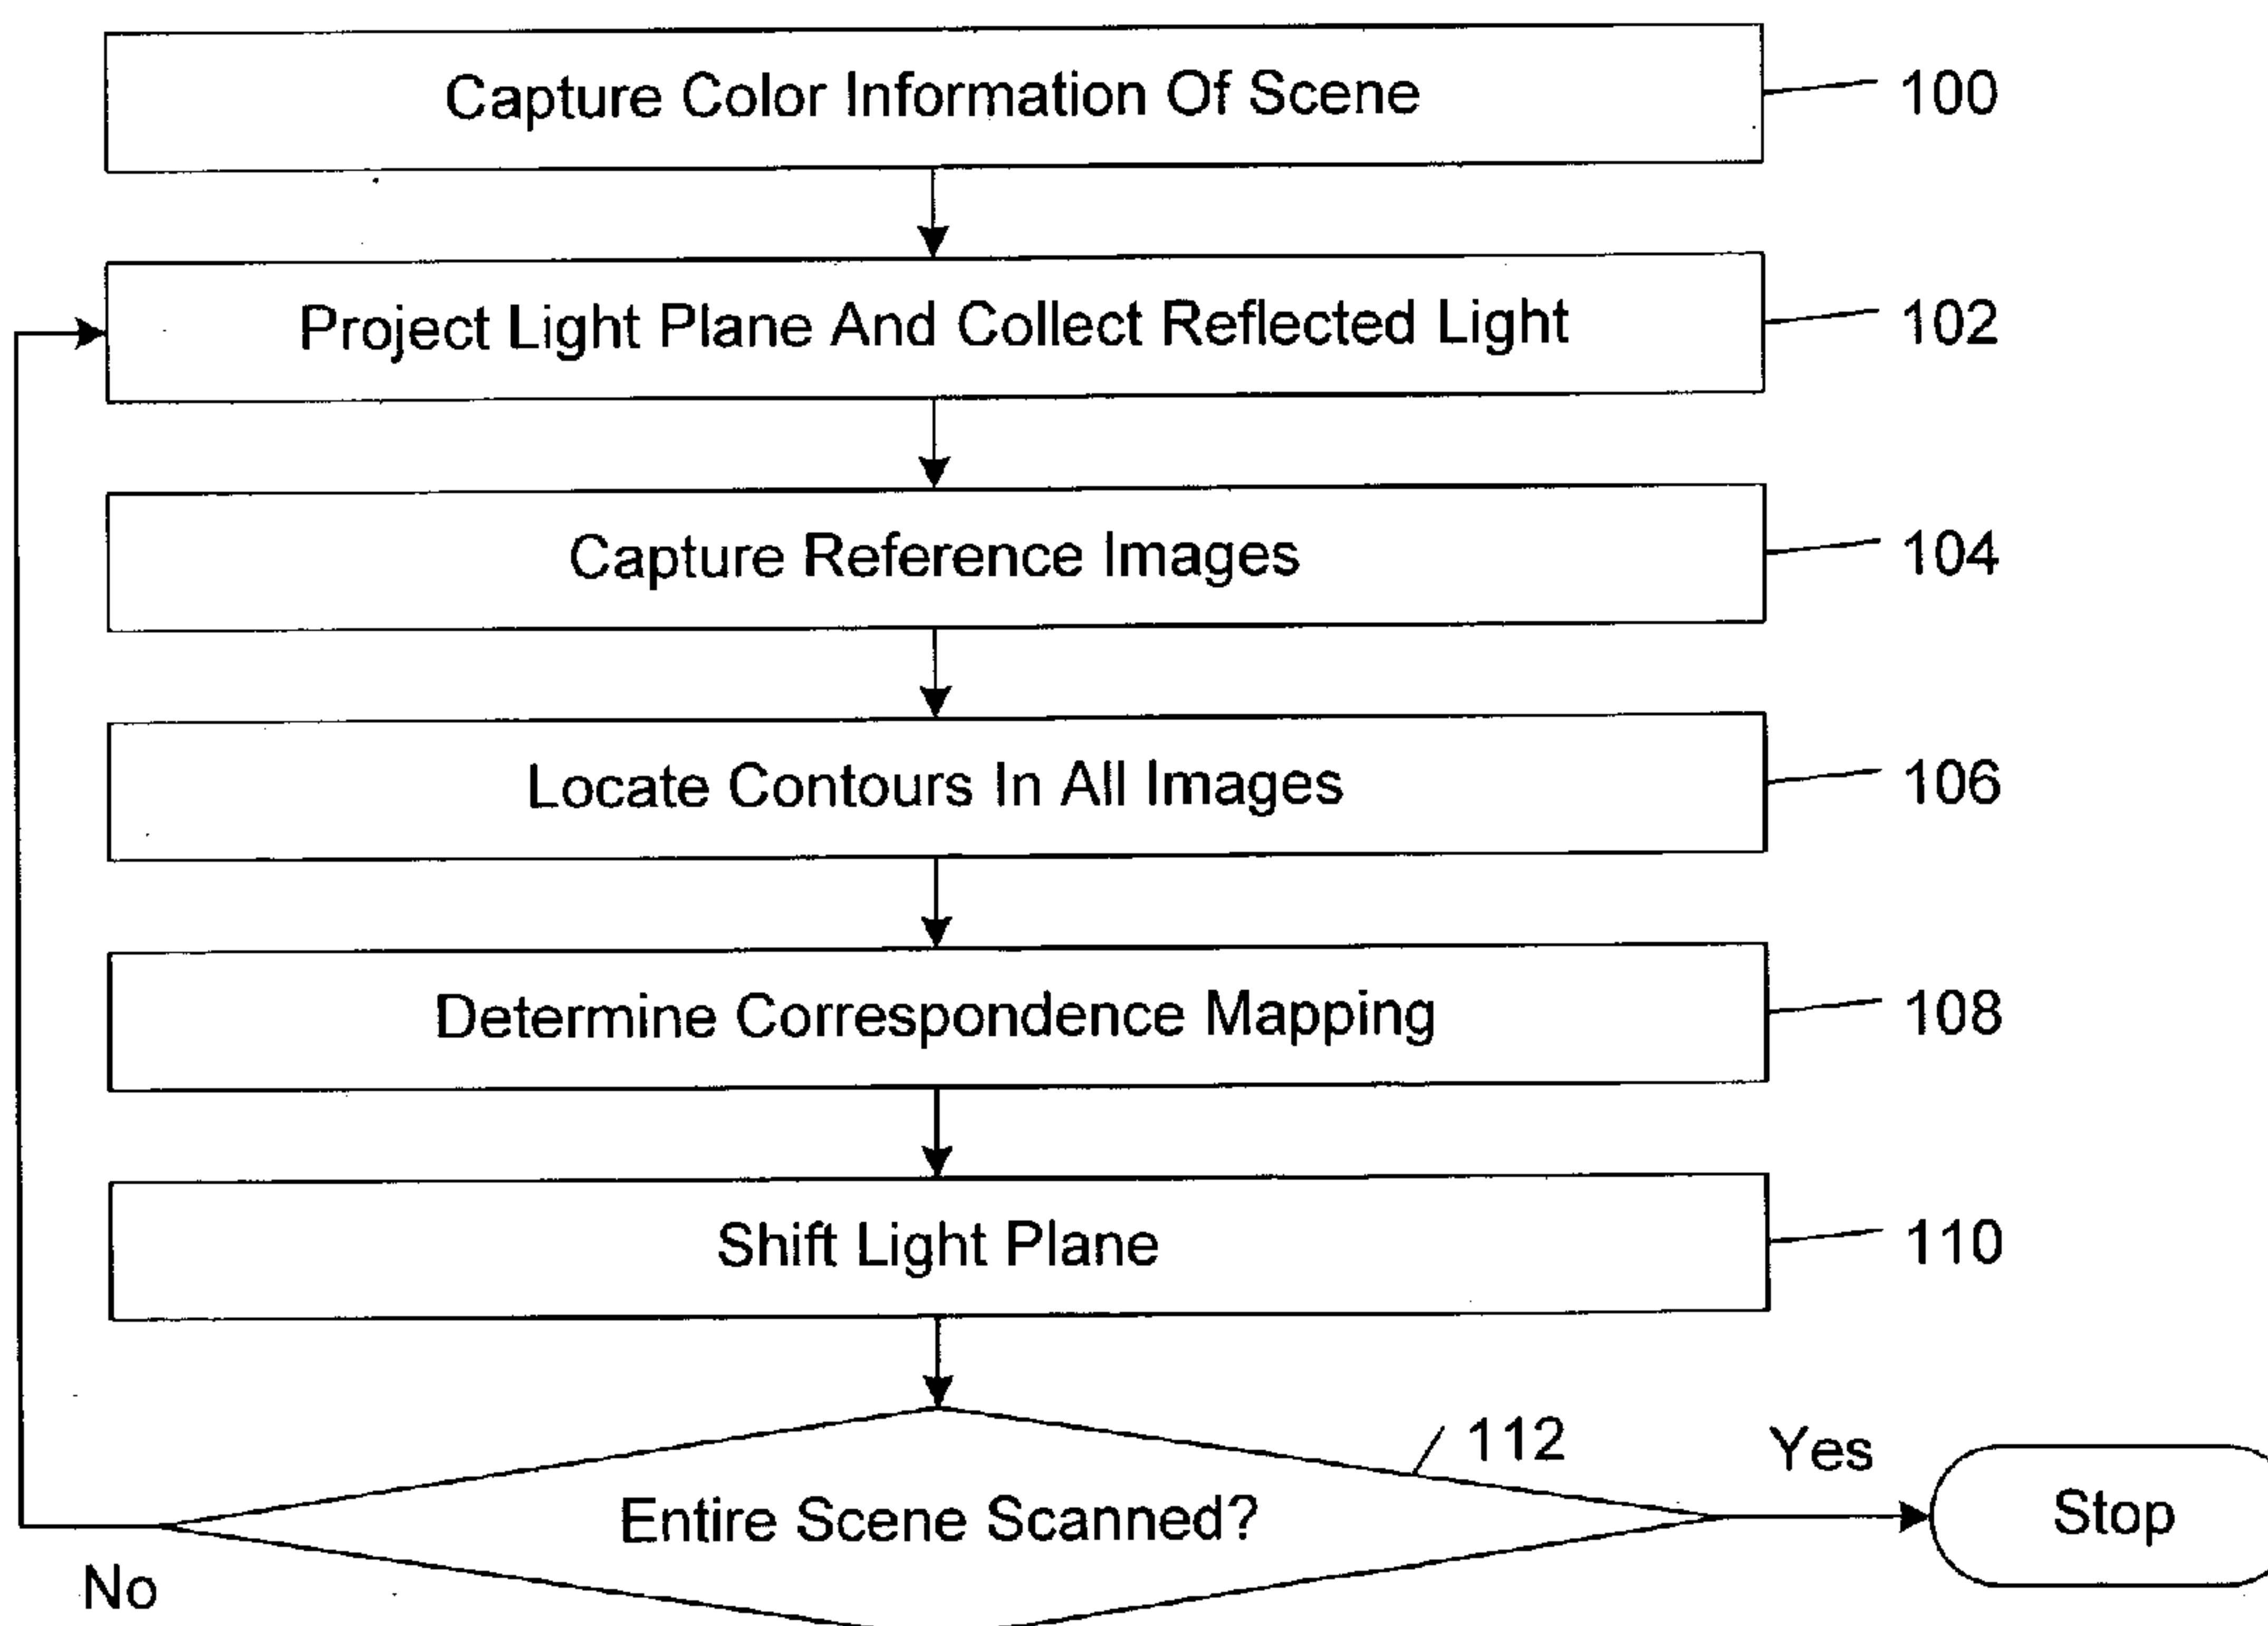 Capture Color Information Of Scene
100
Project Light Plane And Collect Reflected Light
102
Capture Reference Images
104
Locate Contours In All Images
106
Determine Correspondence Mapping
108
Shift Light Plane
110
112
Yes
Entire Scene Scanned?
Stop
No